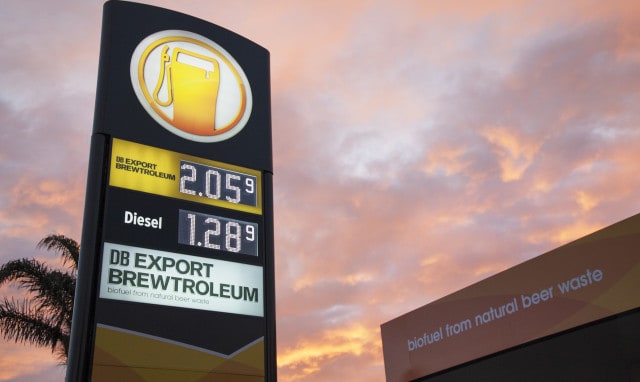 DB EXPORT
BREWTROLEUM
2.05⁹
Diesel
1.28⁹
DB EXPORT
BREWTROLEUM
biofuel from natural beer waste
biofuel from natural beer waste